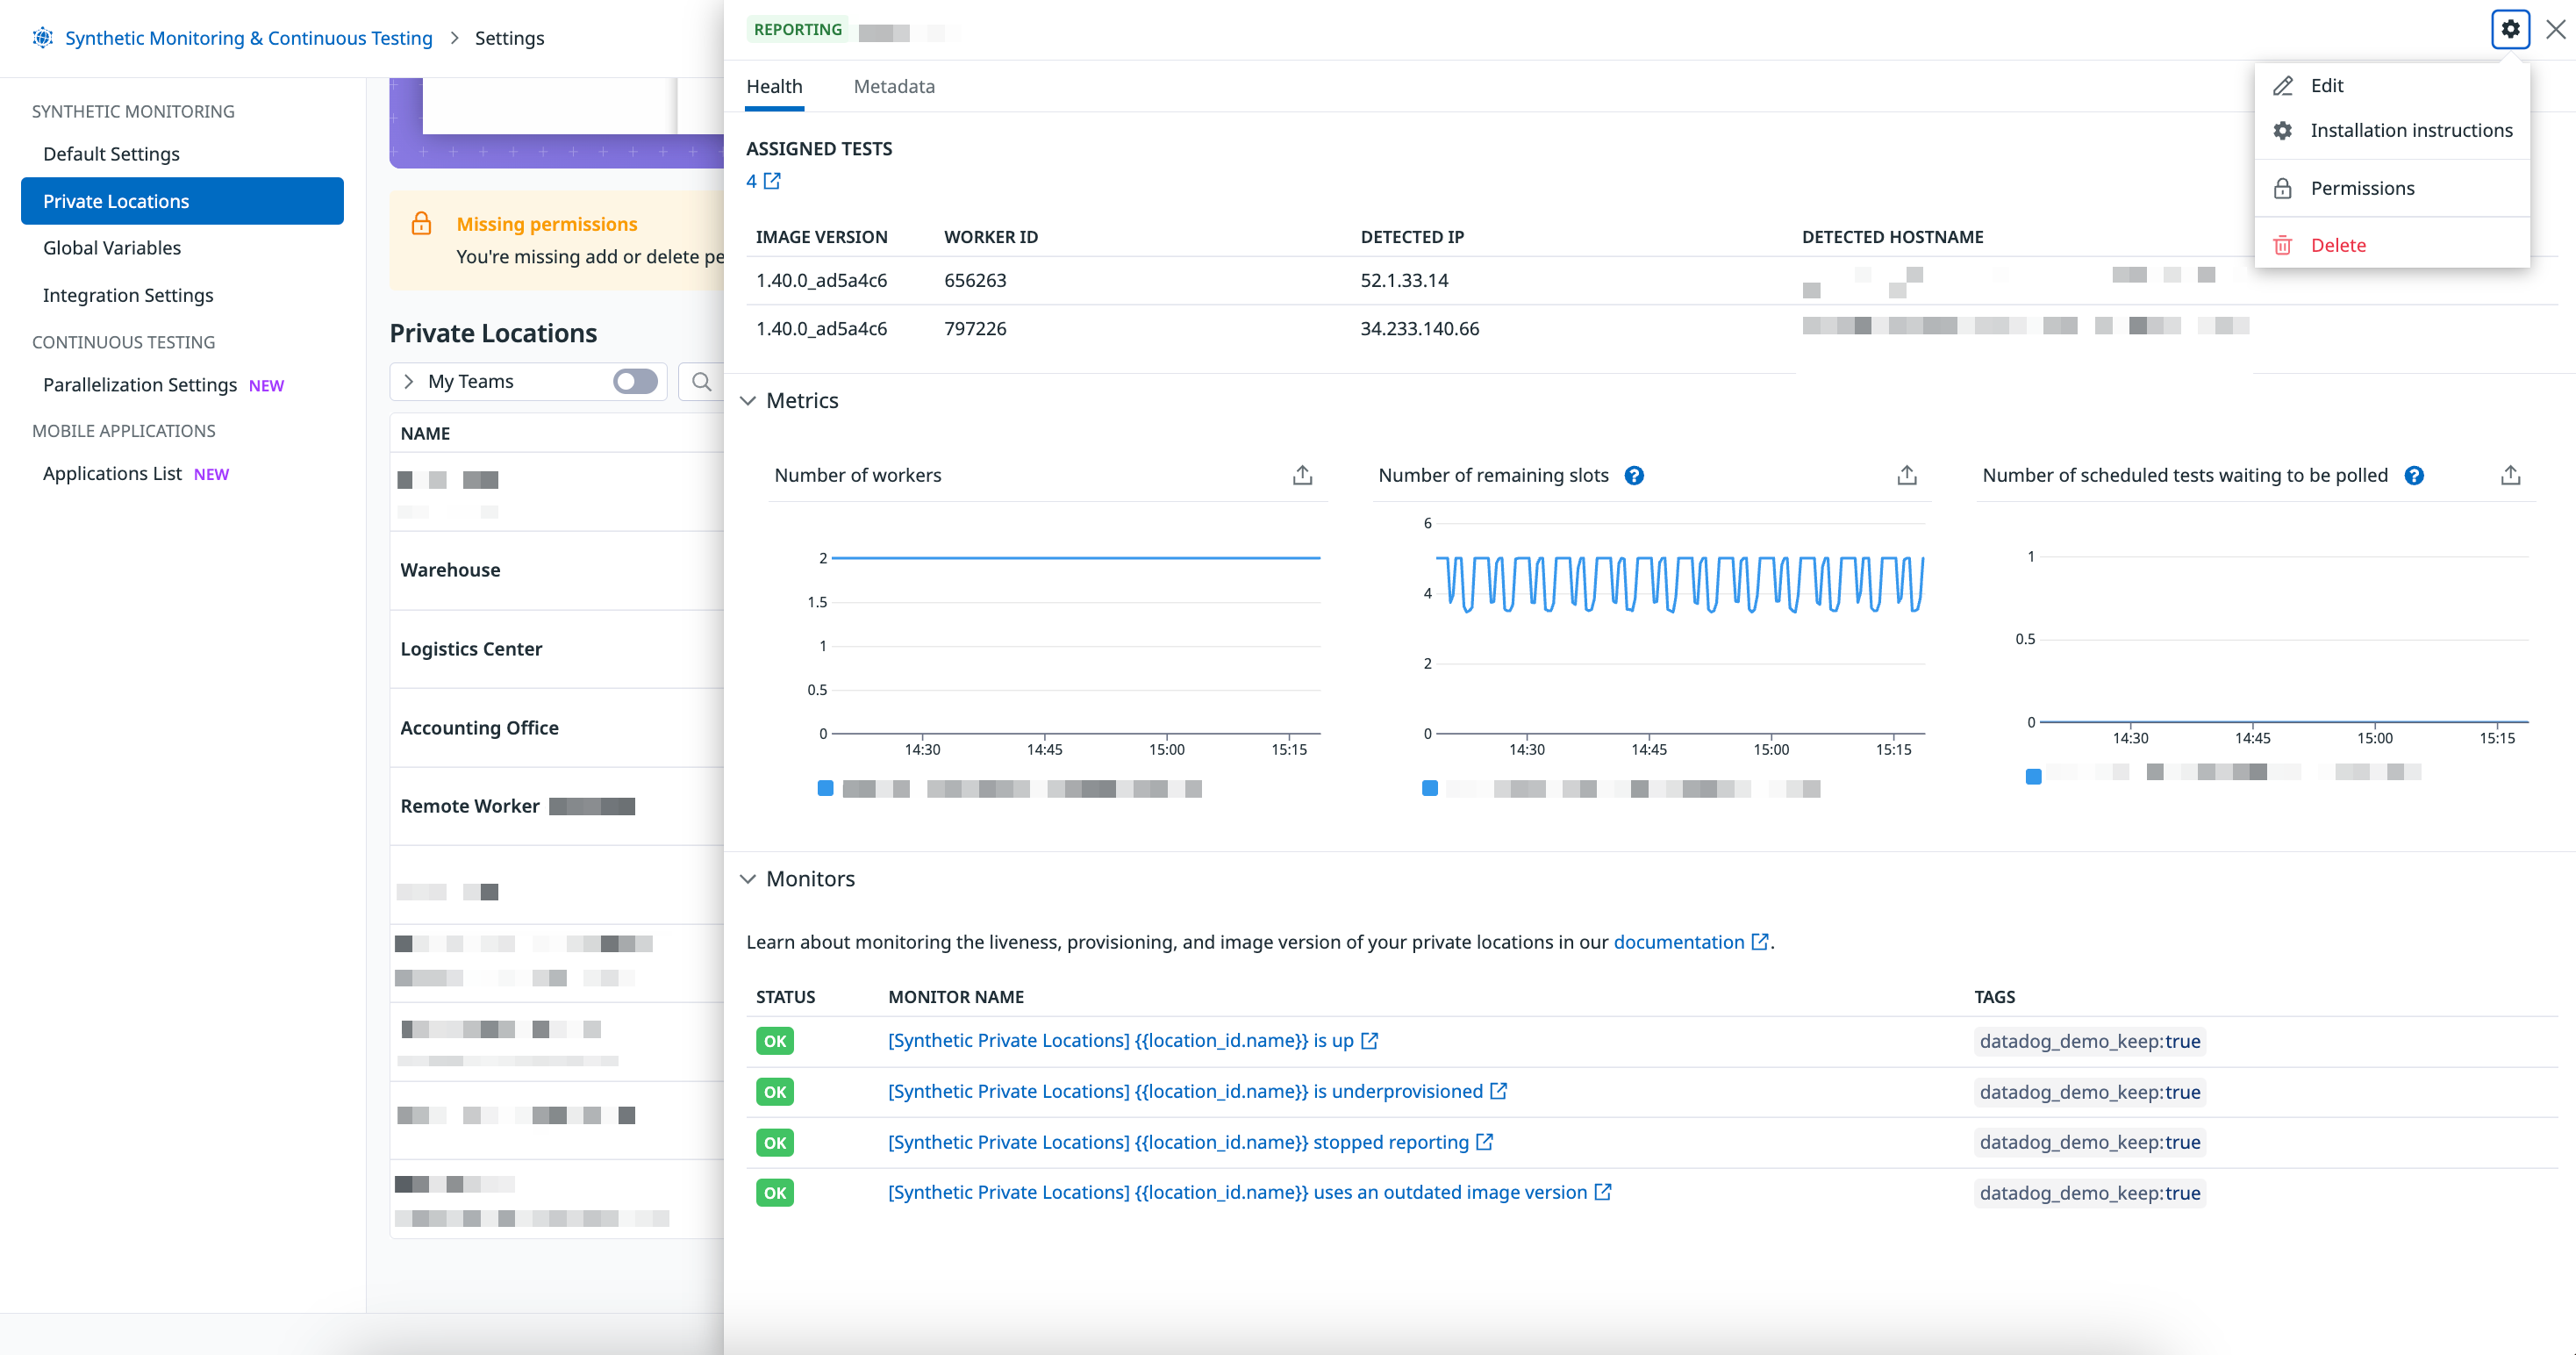 Synthetic Monitoring & Continuous Testing > Settings
SYNTHETIC MONITORING
Default Settings
Private Locations
Global Variables
Integration Settings
CONTINUOUS TESTING
Parallelization Settings NEW
MOBILE APPLICATIONS
Applications List NEW
Missing permissions
You're missing add or delete pe
Private Locations
My Teams
NAME
Warehouse
Logistics Center
Accounting Office
Remote Worker
REPORTING
Health Metadata
Edit
Installation instructions
Permissions
Delete
ASSIGNED TESTS
4
IMAGE VERSION WORKER ID DETECTED IP DETECTED HOSTNAME
1.40.0_ad5a4c6 656263 52.1.33.14
1.40.0_ad5a4c6 797226 34.233.140.66
Metrics
Number of workers
2
1.5
1
0.5
0
14:30 14:45 15:00 15:15
Number of remaining slots
6
4
2
0
14:30 14:45 15:00 15:15
Number of scheduled tests waiting to be polled
1
0.5
0
14:30 14:45 15:00 15:15
Monitors
Learn about monitoring the liveness, provisioning, and image version of your private locations in our documentation.
STATUS MONITOR NAME TAGS
OK [Synthetic Private Locations] {{location_id.name}} is up datadog_demo_keep:true
OK [Synthetic Private Locations] {{location_id.name}} is underprovisioned datadog_demo_keep:true
OK [Synthetic Private Locations] {{location_id.name}} stopped reporting datadog_demo_keep:true
OK [Synthetic Private Locations] {{location_id.name}} uses an outdated image version datadog_demo_keep:true